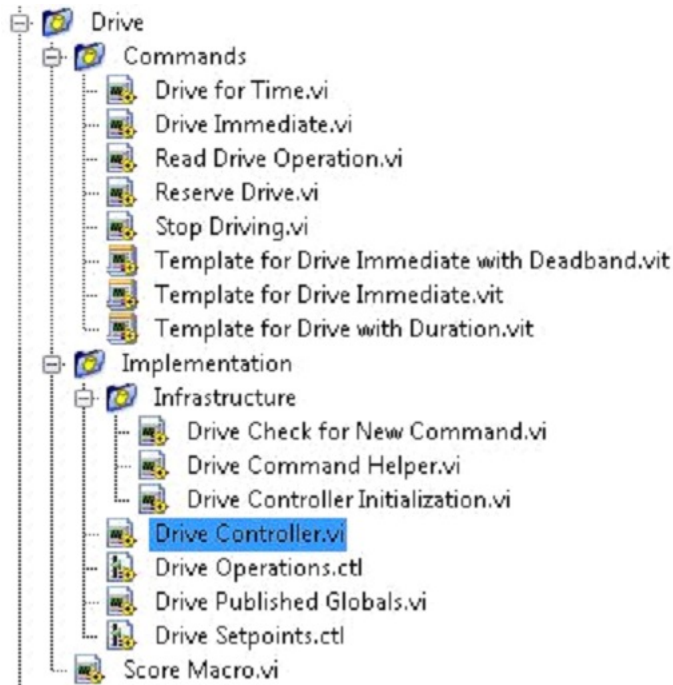 Drive
Commands
Drive for Time.vi
Drive Immediate.vi
Read Drive Operation.vi
Reserve Drive.vi
Stop Driving.vi
Template for Drive Immediate with Deadband.vit
Template for Drive Immediate.vit
Template for Drive with Duration.vit
Implementation
Infrastructure
Drive Check for New Command.vi
Drive Command Helper.vi
Drive Controller Initialization.vi
Drive Controller.vi
Drive Operations.ctl
Drive Published Globals.vi
Drive Setpoints.ctl
Score Macro.vi